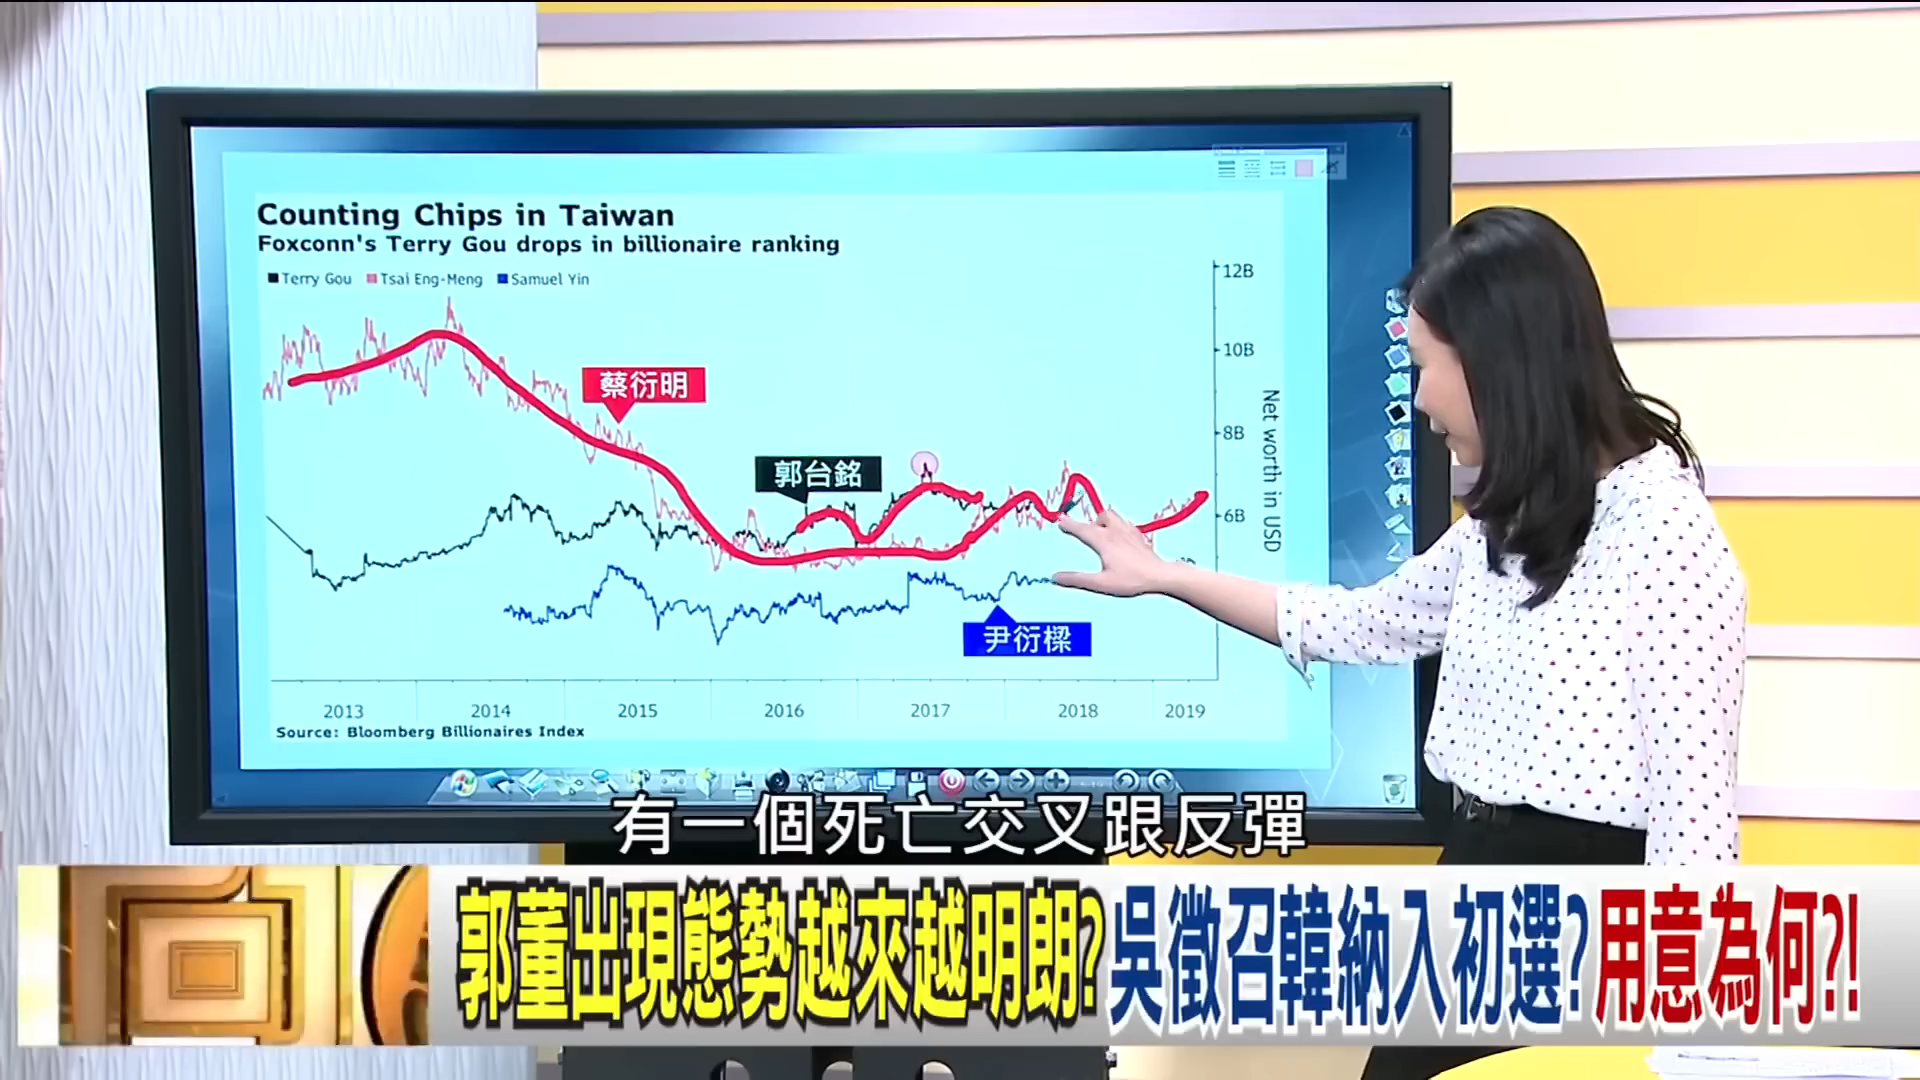 Counting Chips in Taiwan
Foxconn's Terry Gou drops in billionaire ranking
Terry Gou Tsai Eng-Meng Samuel Yin
12B
10B
8B
6B
Net worth in USD
蔡衍明
郭台銘
尹衍樑
2013 2014 2015 2016 2017 2018 2019
Source: Bloomberg Billionaires Index
有一個死亡交叉跟反彈
郭董出現態勢越來越明朗?吳徵召韓納入初選?用意為何?!